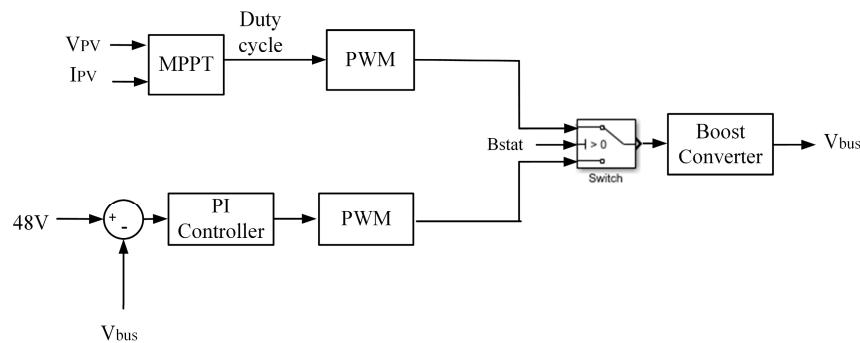 Duty
cycle
VPV
IPV
MPPT
PWM
Bstat
> 0
Switch
Boost
Converter
Vbus
48V
+
-
PI
Controller
PWM
Vbus